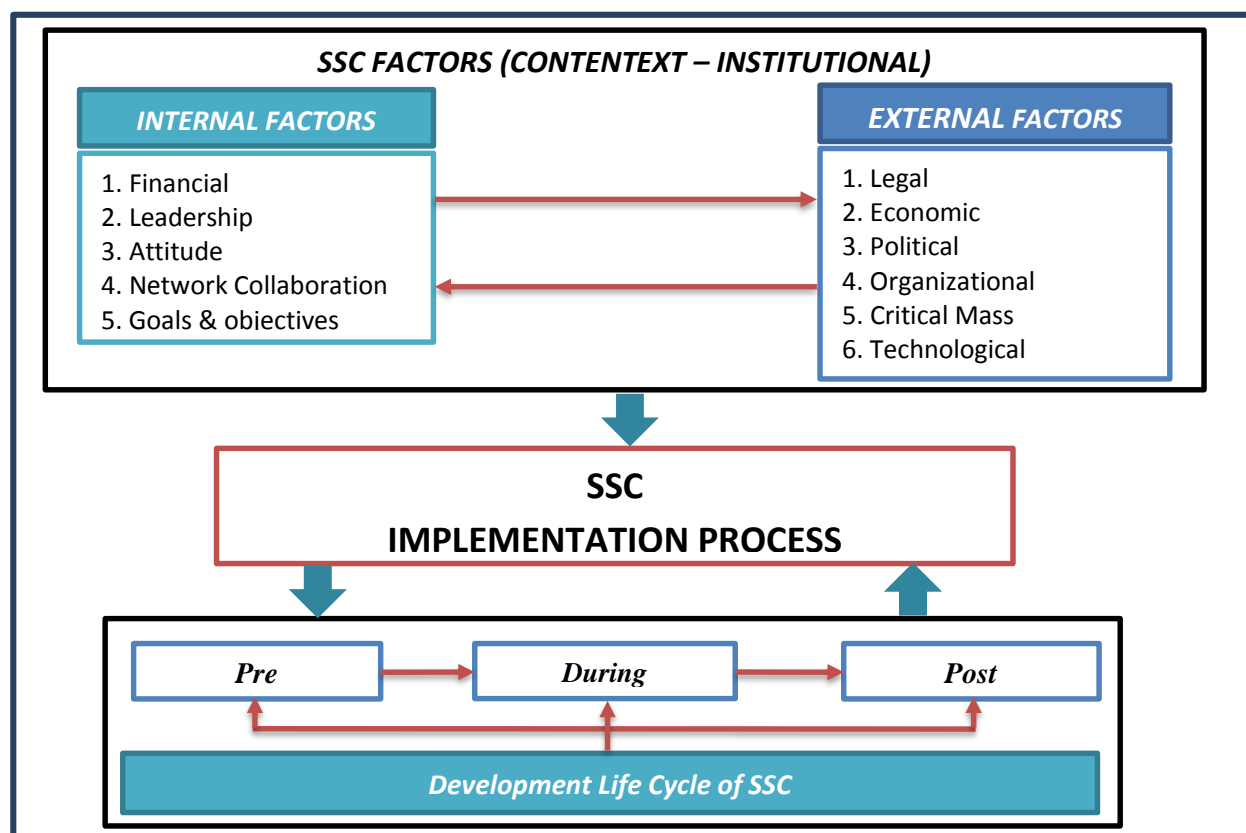 SSC FACTORS (CONTENTEXT – INSTITUTIONAL)
INTERNAL FACTORS
1. Financial
2. Leadership
3. Attitude
4. Network Collaboration
5. Goals & objectives
EXTERNAL FACTORS
1. Legal
2. Economic
3. Political
4. Organizational
5. Critical Mass
6. Technological
SSC
IMPLEMENTATION PROCESS
Pre
During
Post
Development Life Cycle of SSC